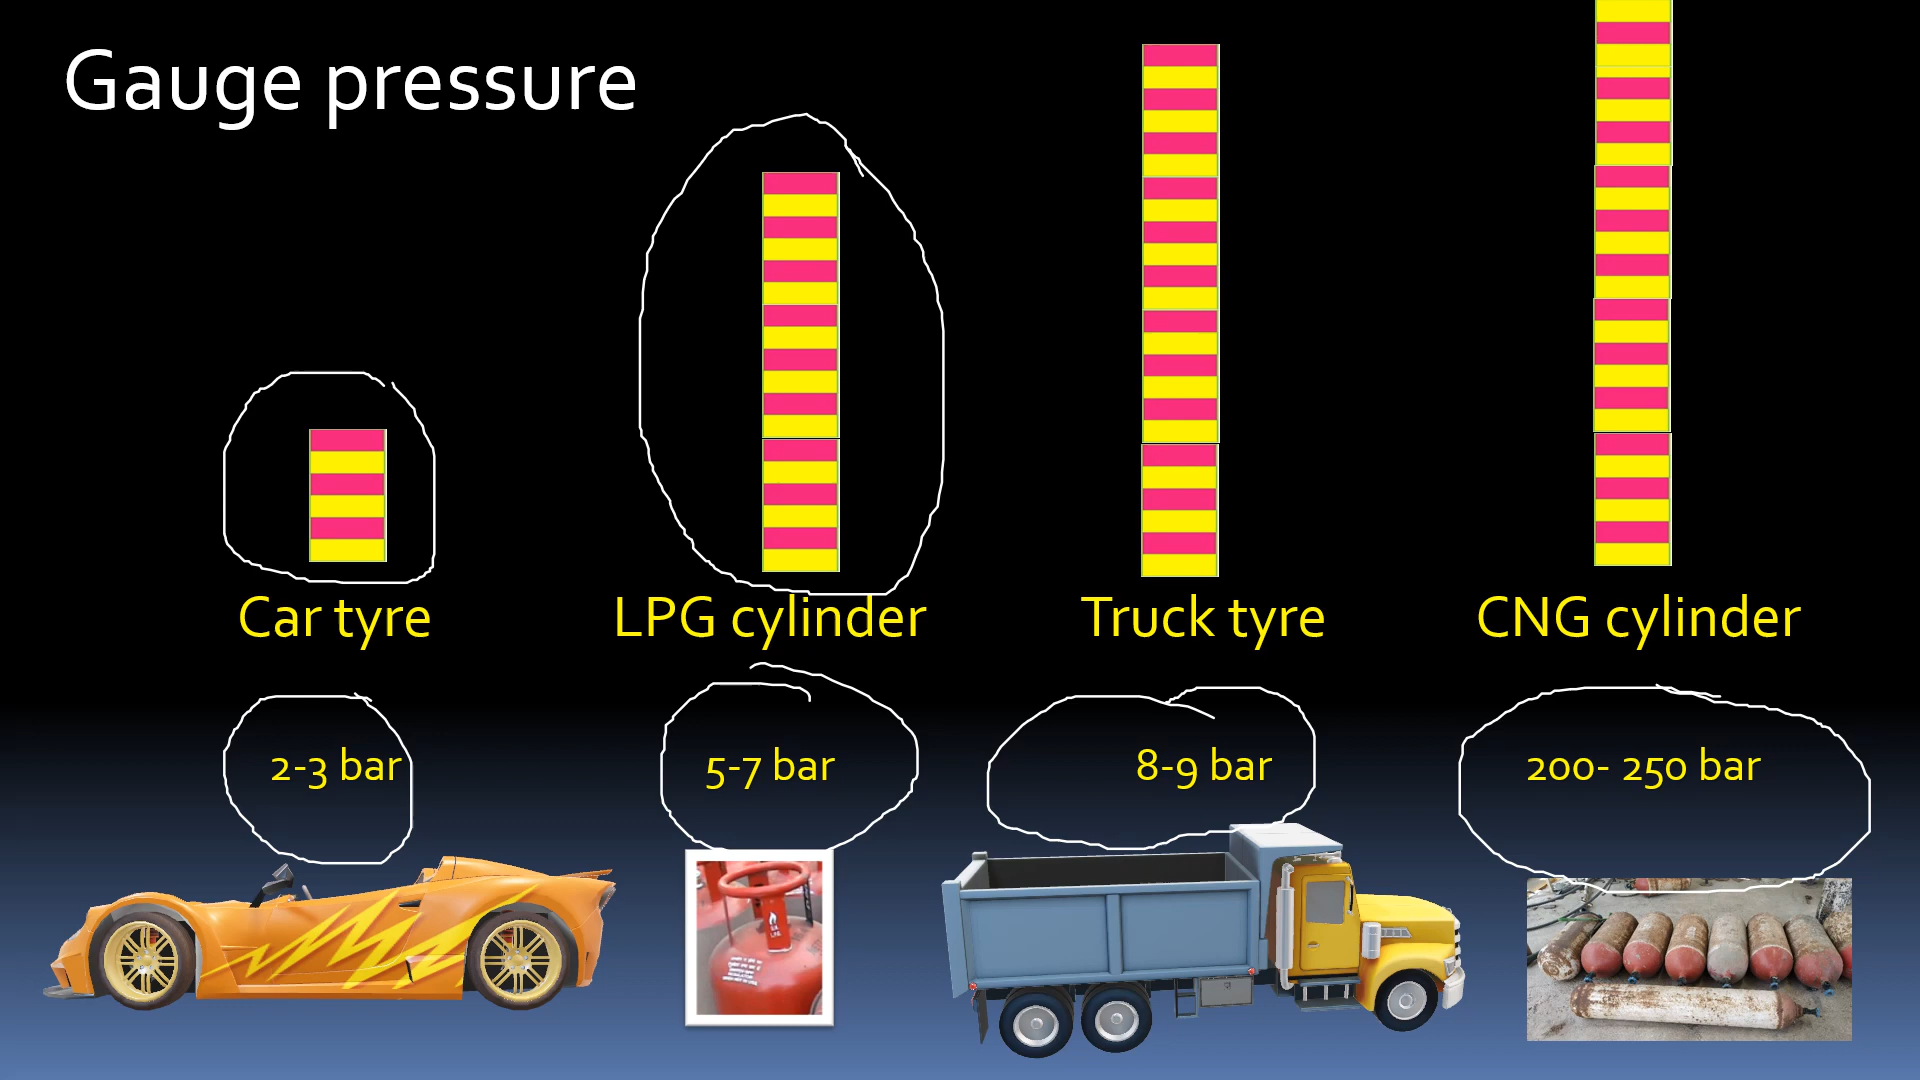 Gauge pressure
Car tyre
LPG cylinder
Truck tyre
CNG cylinder
2-3 bar
5-7 bar
8-9 bar
200- 250 bar